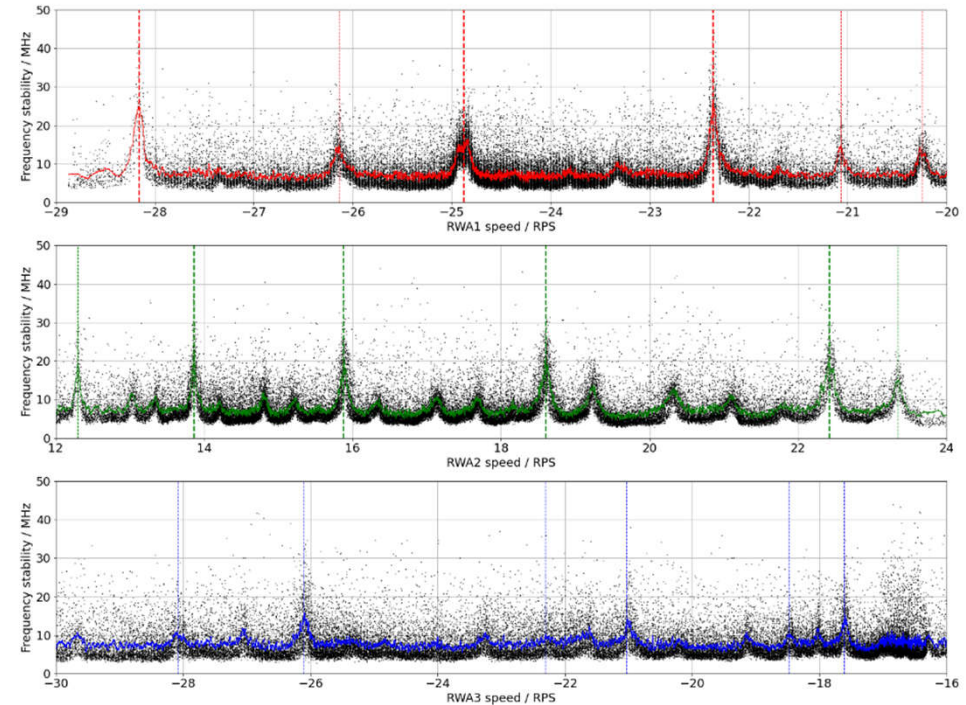 Frequency stability / MHz
50
40
30
20
10
0
−29 −28 −27 −26 −25 −24 −23 −22 −21 −20
RWA1 speed / RPS
Frequency stability / MHz
50
40
30
20
10
0
12 14 16 18 20 22 24
RWA2 speed / RPS
Frequency stability / MHz
50
40
30
20
10
0
−30 −28 −26 −24 −22 −20 −18 −16
RWA3 speed / RPS